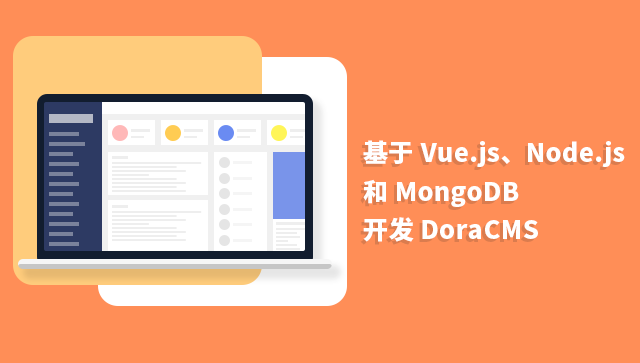 基于 Vue.js、Node.js
和 MongoDB
开发 DoraCMS